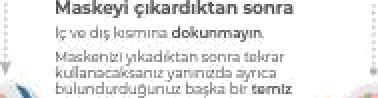 Maskeyi çıkardıktan sonra
İç ve dış kısmına dokunmayın.
Maskenizi yıkadıktan sonra tekrar
kullanacaksanız yanınızda ayrıca
bulundurduğunuz başka bir temiz